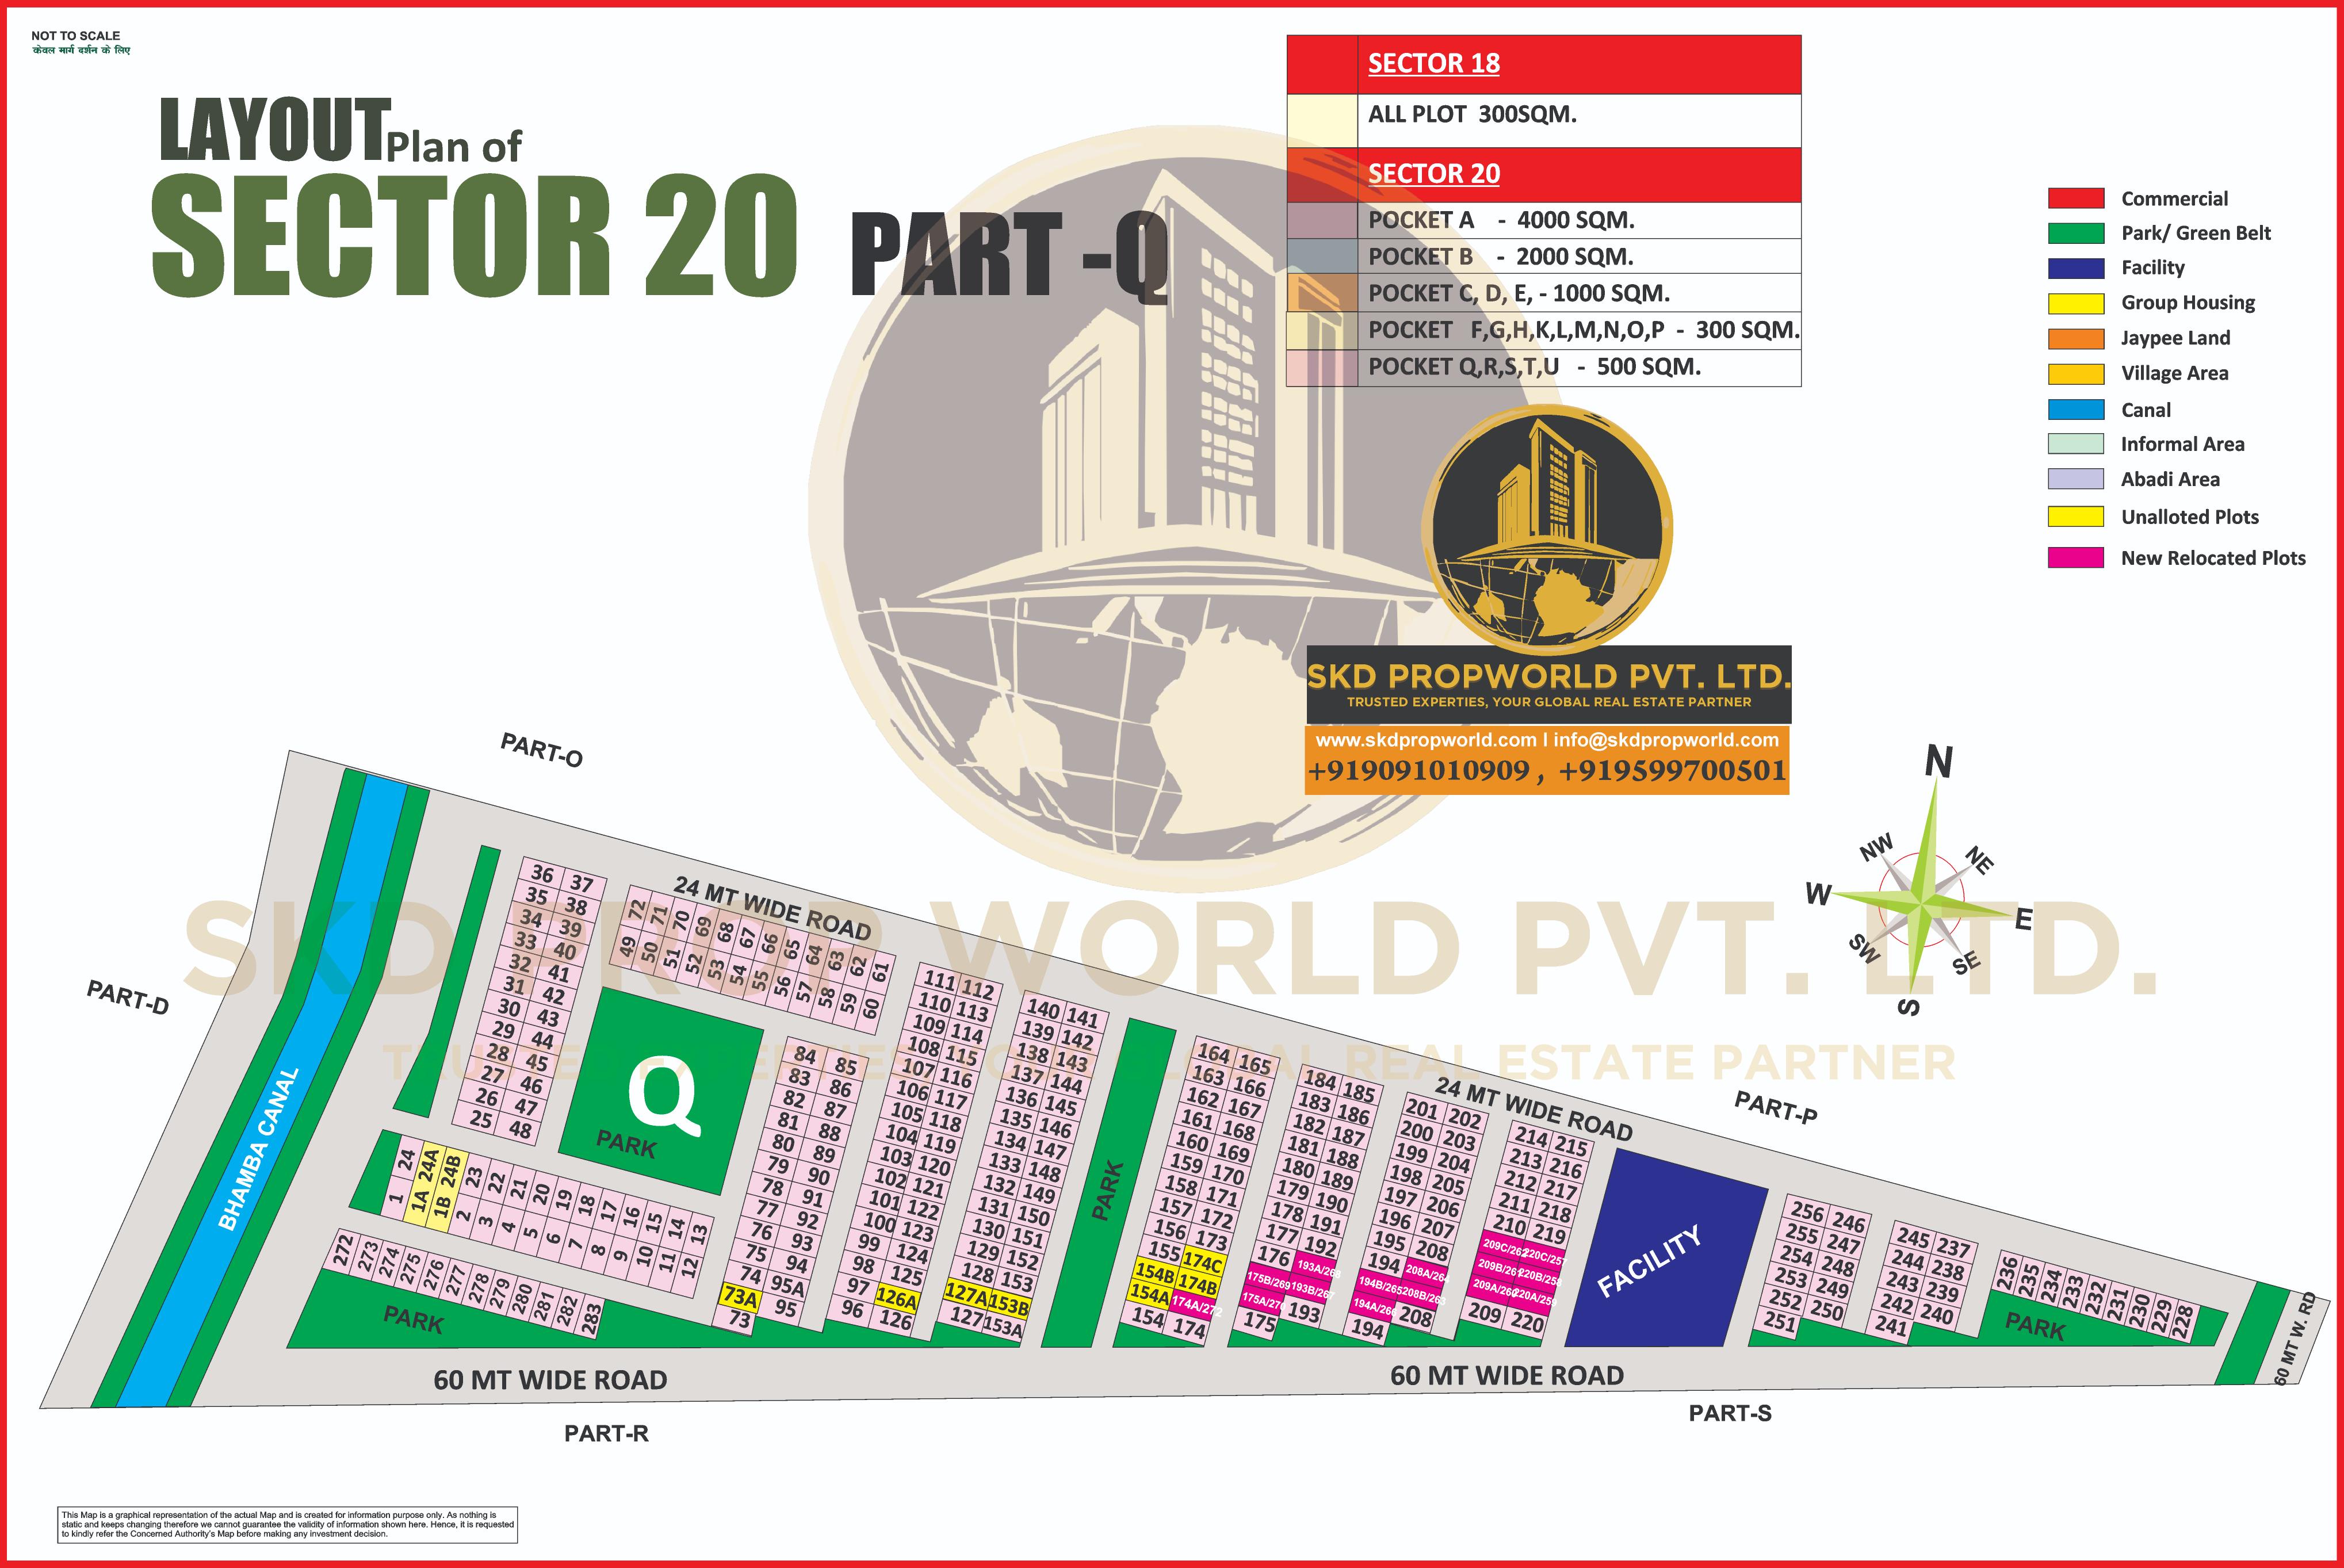 NOT TO SCALE
केवल मार्ग दर्शन के लिए
LAYOUT Plan of
SECTOR 20 PART -Q
SECTOR 18
ALL PLOT 300SQM.
SECTOR 20
POCKET A - 4000 SQM.
POCKET B - 2000 SQM.
POCKET C, D, E, - 1000 SQM.
POCKET F,G,H,K,L,M,N,O,P - 300 SQM.
POCKET Q,R,S,T,U - 500 SQM.
Commercial
Park/ Green Belt
Facility
Group Housing
Jaypee Land
Village Area
Canal
Informal Area
Abadi Area
Unalloted Plots
New Relocated Plots
SKD PROPWORLD PVT. LTD.
TRUSTED EXPERTIES, YOUR GLOBAL REAL ESTATE PARTNER
www.skdpropworld.com I info@skdpropworld.com
+919091010909 , +919599700501
N
NW NE
W E
SW SE
S
SKD PROP WORLD PVT. LTD.
PART-O
PART-D
PART-P
24 MT WIDE ROAD
24 MT WIDE ROAD
BHAMBA CANAL
36 37
35 38
34 39
33 40
32 41
31 42
30 43
29 44
28 45
27 46
26 47
25 48
72 71 70 69 68 67 66 65 64 63 62 61
49 50 51 52 53 54 55 56 57 58 59 60
Q
PARK
24 24A 24B 23 22 21 20 19 18 17 16 15 14 13
1 1A 1B 2 3 4 5 6 7 8 9 10 11 12
272 273 274 275 276 277 278 279 280 281 282 283
PARK
84 85
83 86
82 87
81 88
80 89
79 90
78 91
77 92
76 93
75 94
74 95A
73A 95
73
111 112
110 113
109 114
108 115
107 116
106 117
105 118
104 119
103 120
102 121
101 122
100 123
99 124
98 125
97 126A
96 126
140 141
139 142
138 143
137 144
136 145
135 146
134 147
133 148
132 149
131 150
130 151
129 152
128 153
127A 153B
127 153A
PARK
164 165
163 166
162 167
161 168
160 169
159 170
158 171
157 172
156 173
155 174C
154B 174B
154A 174A/272
154 174
184 185
183 186
182 187
181 188
180 189
179 190
178 191
177 192
176 193A/268
175B/269 193B/267
175A/270 193
175
201 202
200 203
199 204
198 205
197 206
196 207
195 208
194 208A/264
194B/265 208B/263
194A/266 208
194
214 215
213 216
212 217
211 218
210 219
209C/262 220C/257
209B/261 220B/258
209A/260 220A/259
209 220
FACILITY
256 246
255 247
254 248
253 249
252 250
251
245 237
244 238
243 239
242 240
241
236 235 234 233 232 231 230 229 228
PARK
60 MT W. RD
60 MT WIDE ROAD
60 MT WIDE ROAD
PART-R
PART-S
This Map is a graphical representation of the actual Map and is created for information purpose only. As nothing is
static and keeps changing therefore we cannot guarantee the validity of information shown here. Hence, it is requested
to kindly refer the Concerned Authority's Map before making any investment decision.